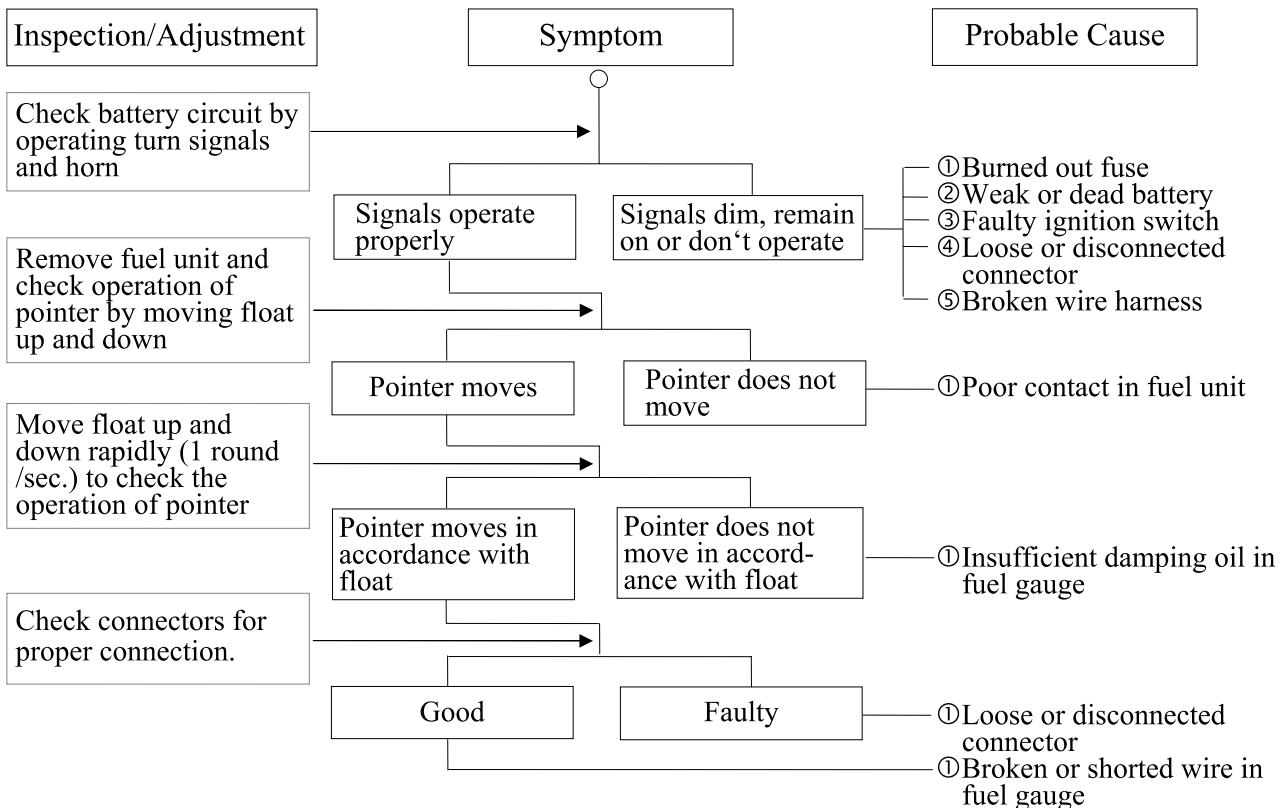 Inspection/Adjustment
Symptom
Probable Cause
Check battery circuit by
operating turn signals
and horn
Signals operate
properly
Signals dim, remain
on or don‘t operate
①Burned out fuse
②Weak or dead battery
③Faulty ignition switch
④Loose or disconnected
connector
⑤Broken wire harness
Remove fuel unit and
check operation of
pointer by moving float
up and down
Pointer moves
Pointer does not
move
①Poor contact in fuel unit
Move float up and
down rapidly (1 round
/sec.) to check the
operation of pointer
Pointer moves in
accordance with
float
Pointer does not
move in accord-
ance with float
①Insufficient damping oil in
fuel gauge
Check connectors for
proper connection.
Good
Faulty
①Loose or disconnected
connector
①Broken or shorted wire in
fuel gauge